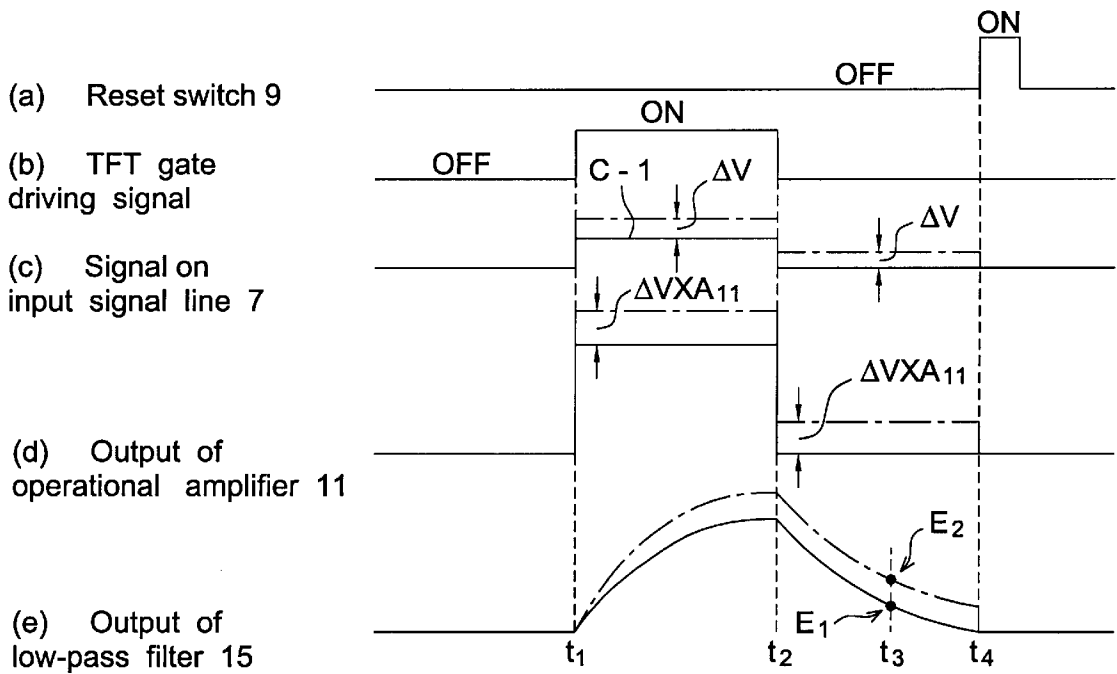 ON
(a) Reset switch 9
OFF
ON
(b) TFT gate
driving signal
OFF
C - 1
ΔV
ΔV
(c) Signal on
input signal line 7
ΔVXA11
ΔVXA11
(d) Output of
operational amplifier 11
E2
E1
(e) Output of
low-pass filter 15
t1 t2 t3 t4